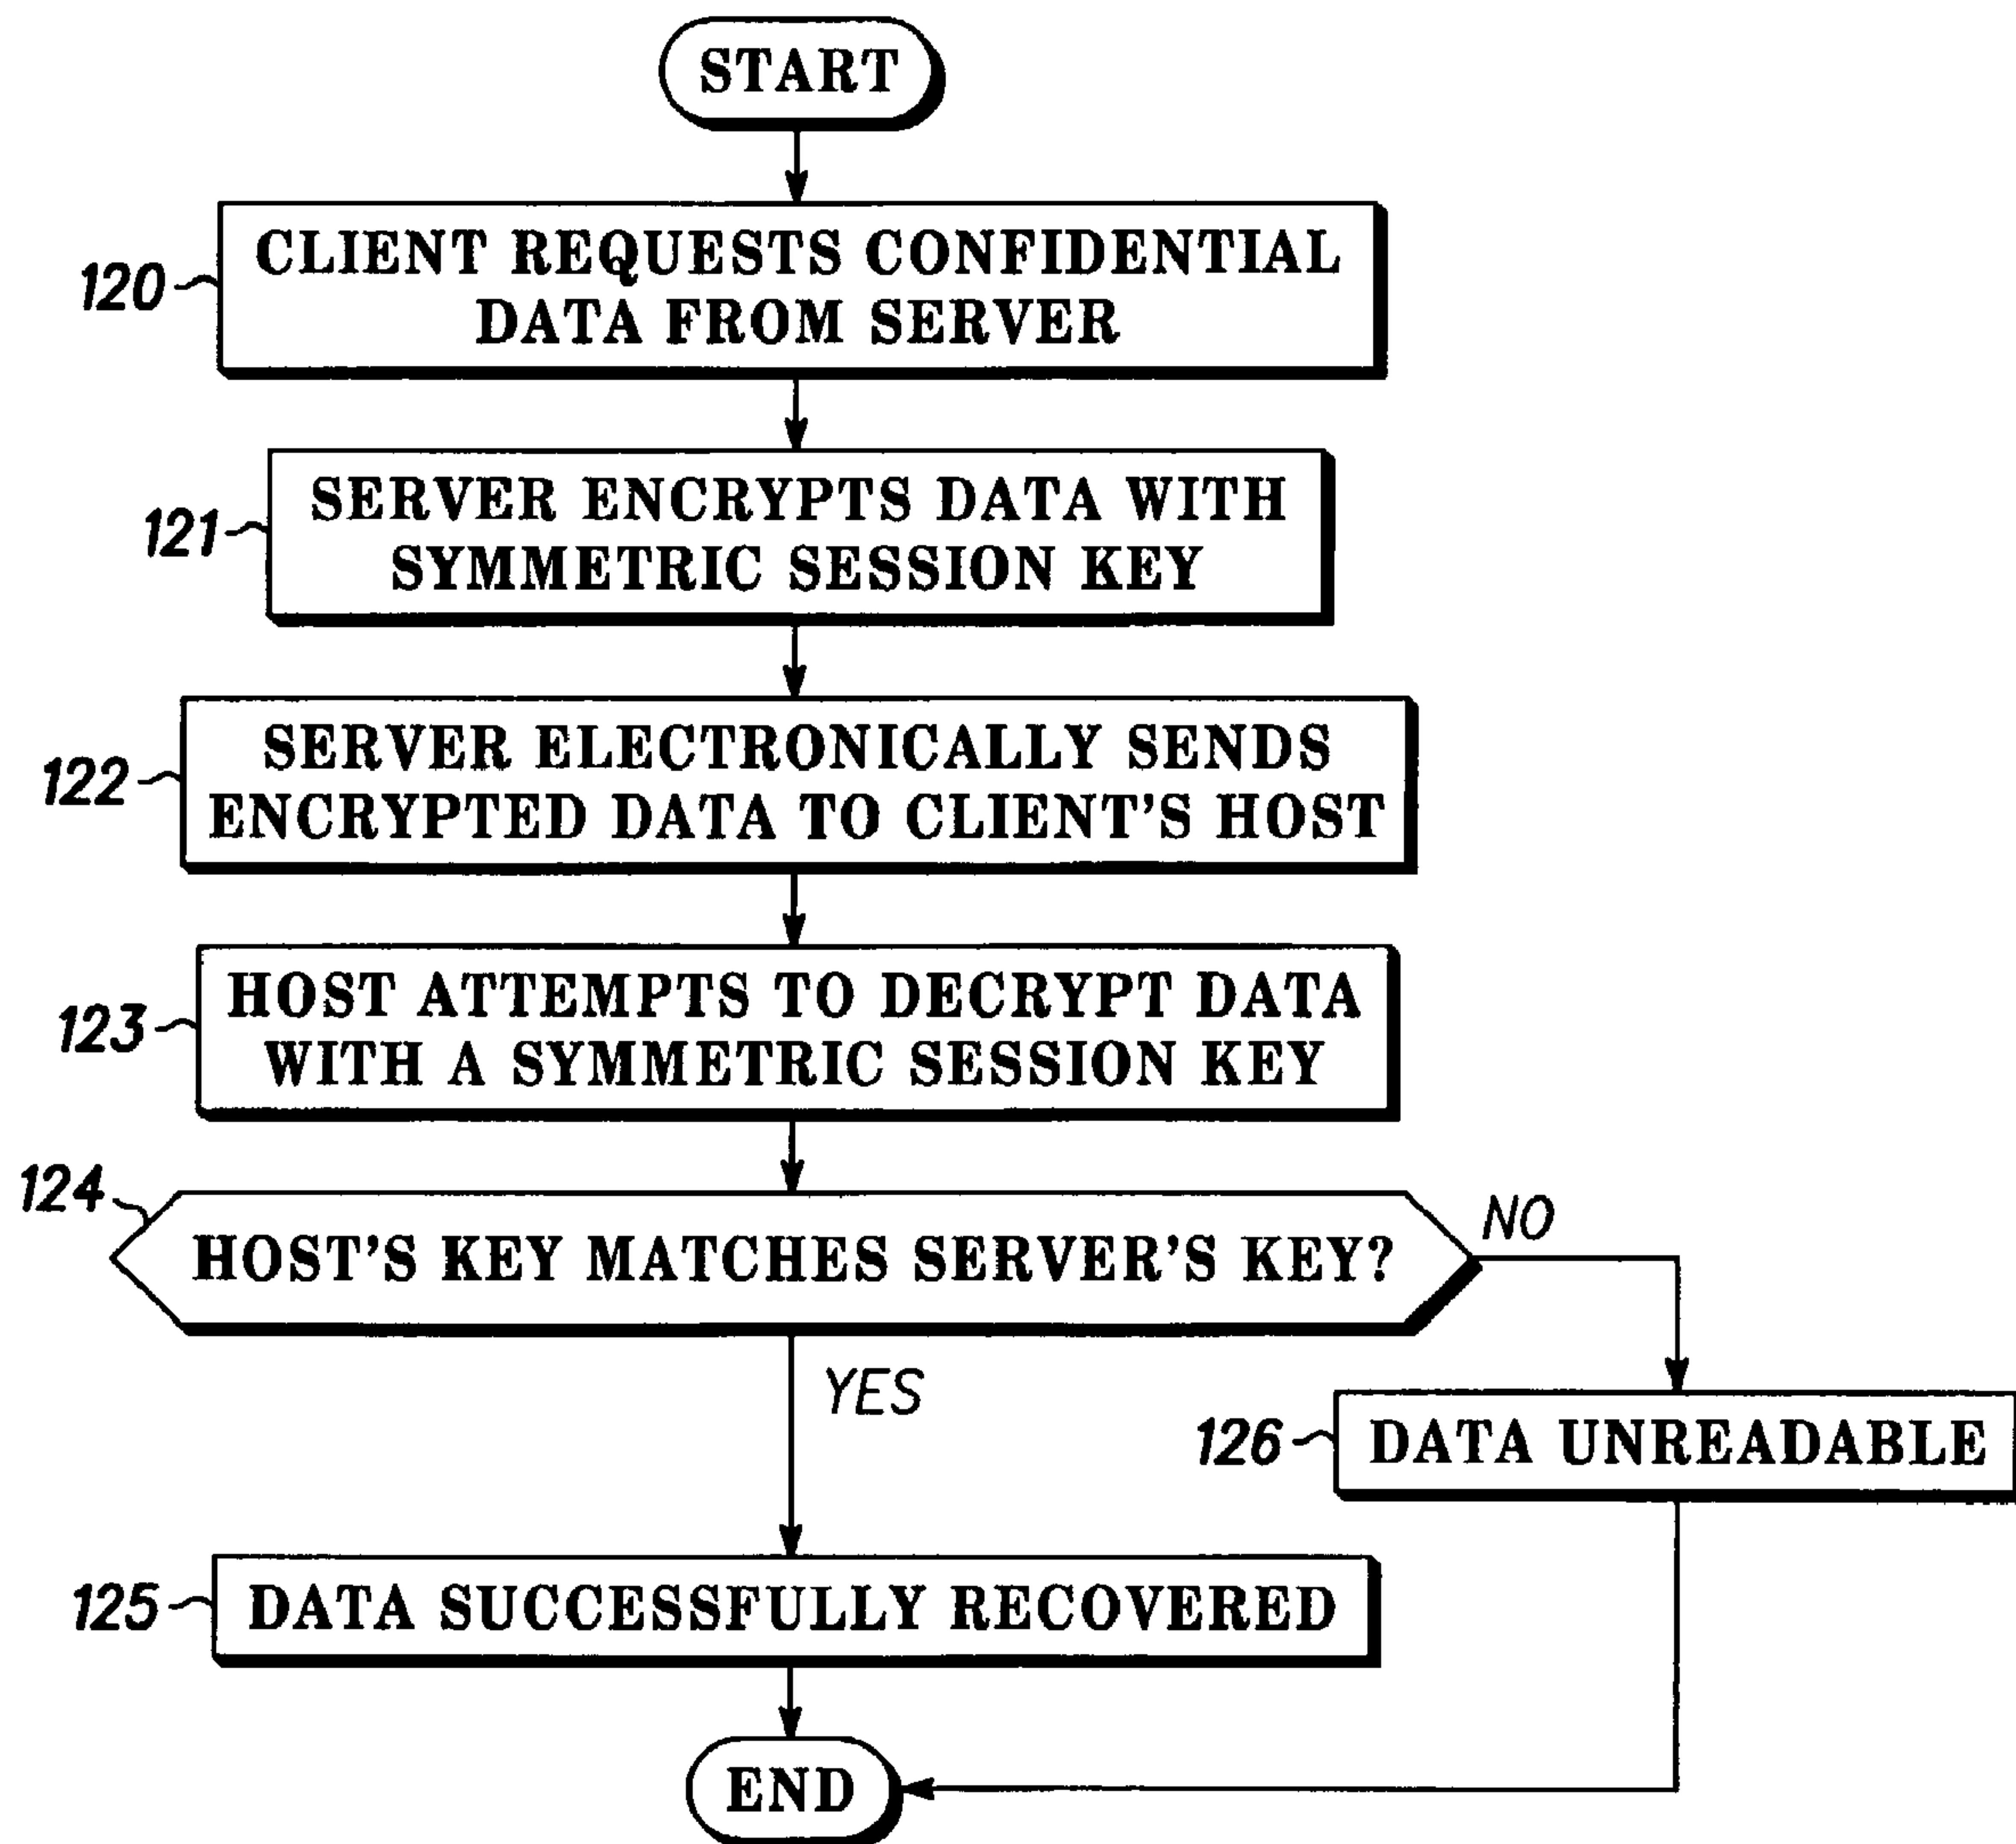 START
120
CLIENT REQUESTS CONFIDENTIAL
DATA FROM SERVER
121
SERVER ENCRYPTS DATA WITH
SYMMETRIC SESSION KEY
122
SERVER ELECTRONICALLY SENDS
ENCRYPTED DATA TO CLIENT'S HOST
123
HOST ATTEMPTS TO DECRYPT DATA
WITH A SYMMETRIC SESSION KEY
124
HOST'S KEY MATCHES SERVER'S KEY?
NO
YES
126
DATA UNREADABLE
125
DATA SUCCESSFULLY RECOVERED
END